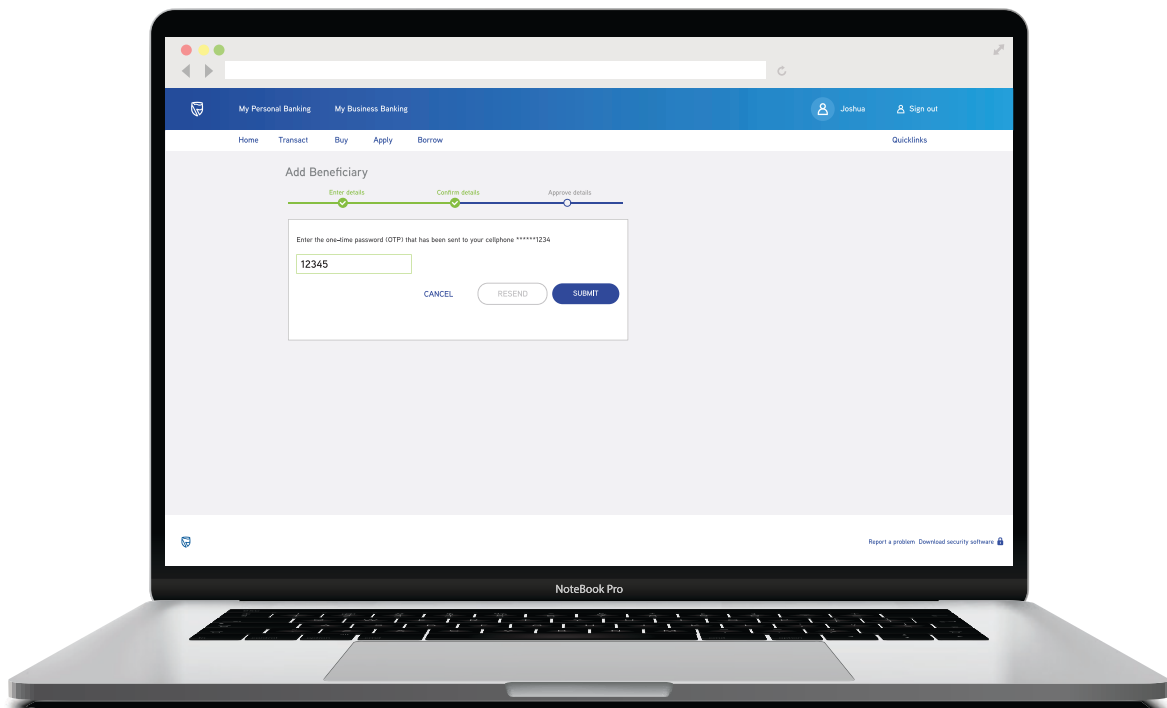 My Personal Banking My Business Banking Joshua Sign out
Home Transact Buy Apply Borrow Quicklinks
Add Beneficiary
Enter details Confirm details Approve details
Enter the one-time password (OTP) that has been sent to your cellphone ******1234
12345
CANCEL RESEND SUBMIT
Report a problem Download security software
NoteBook Pro